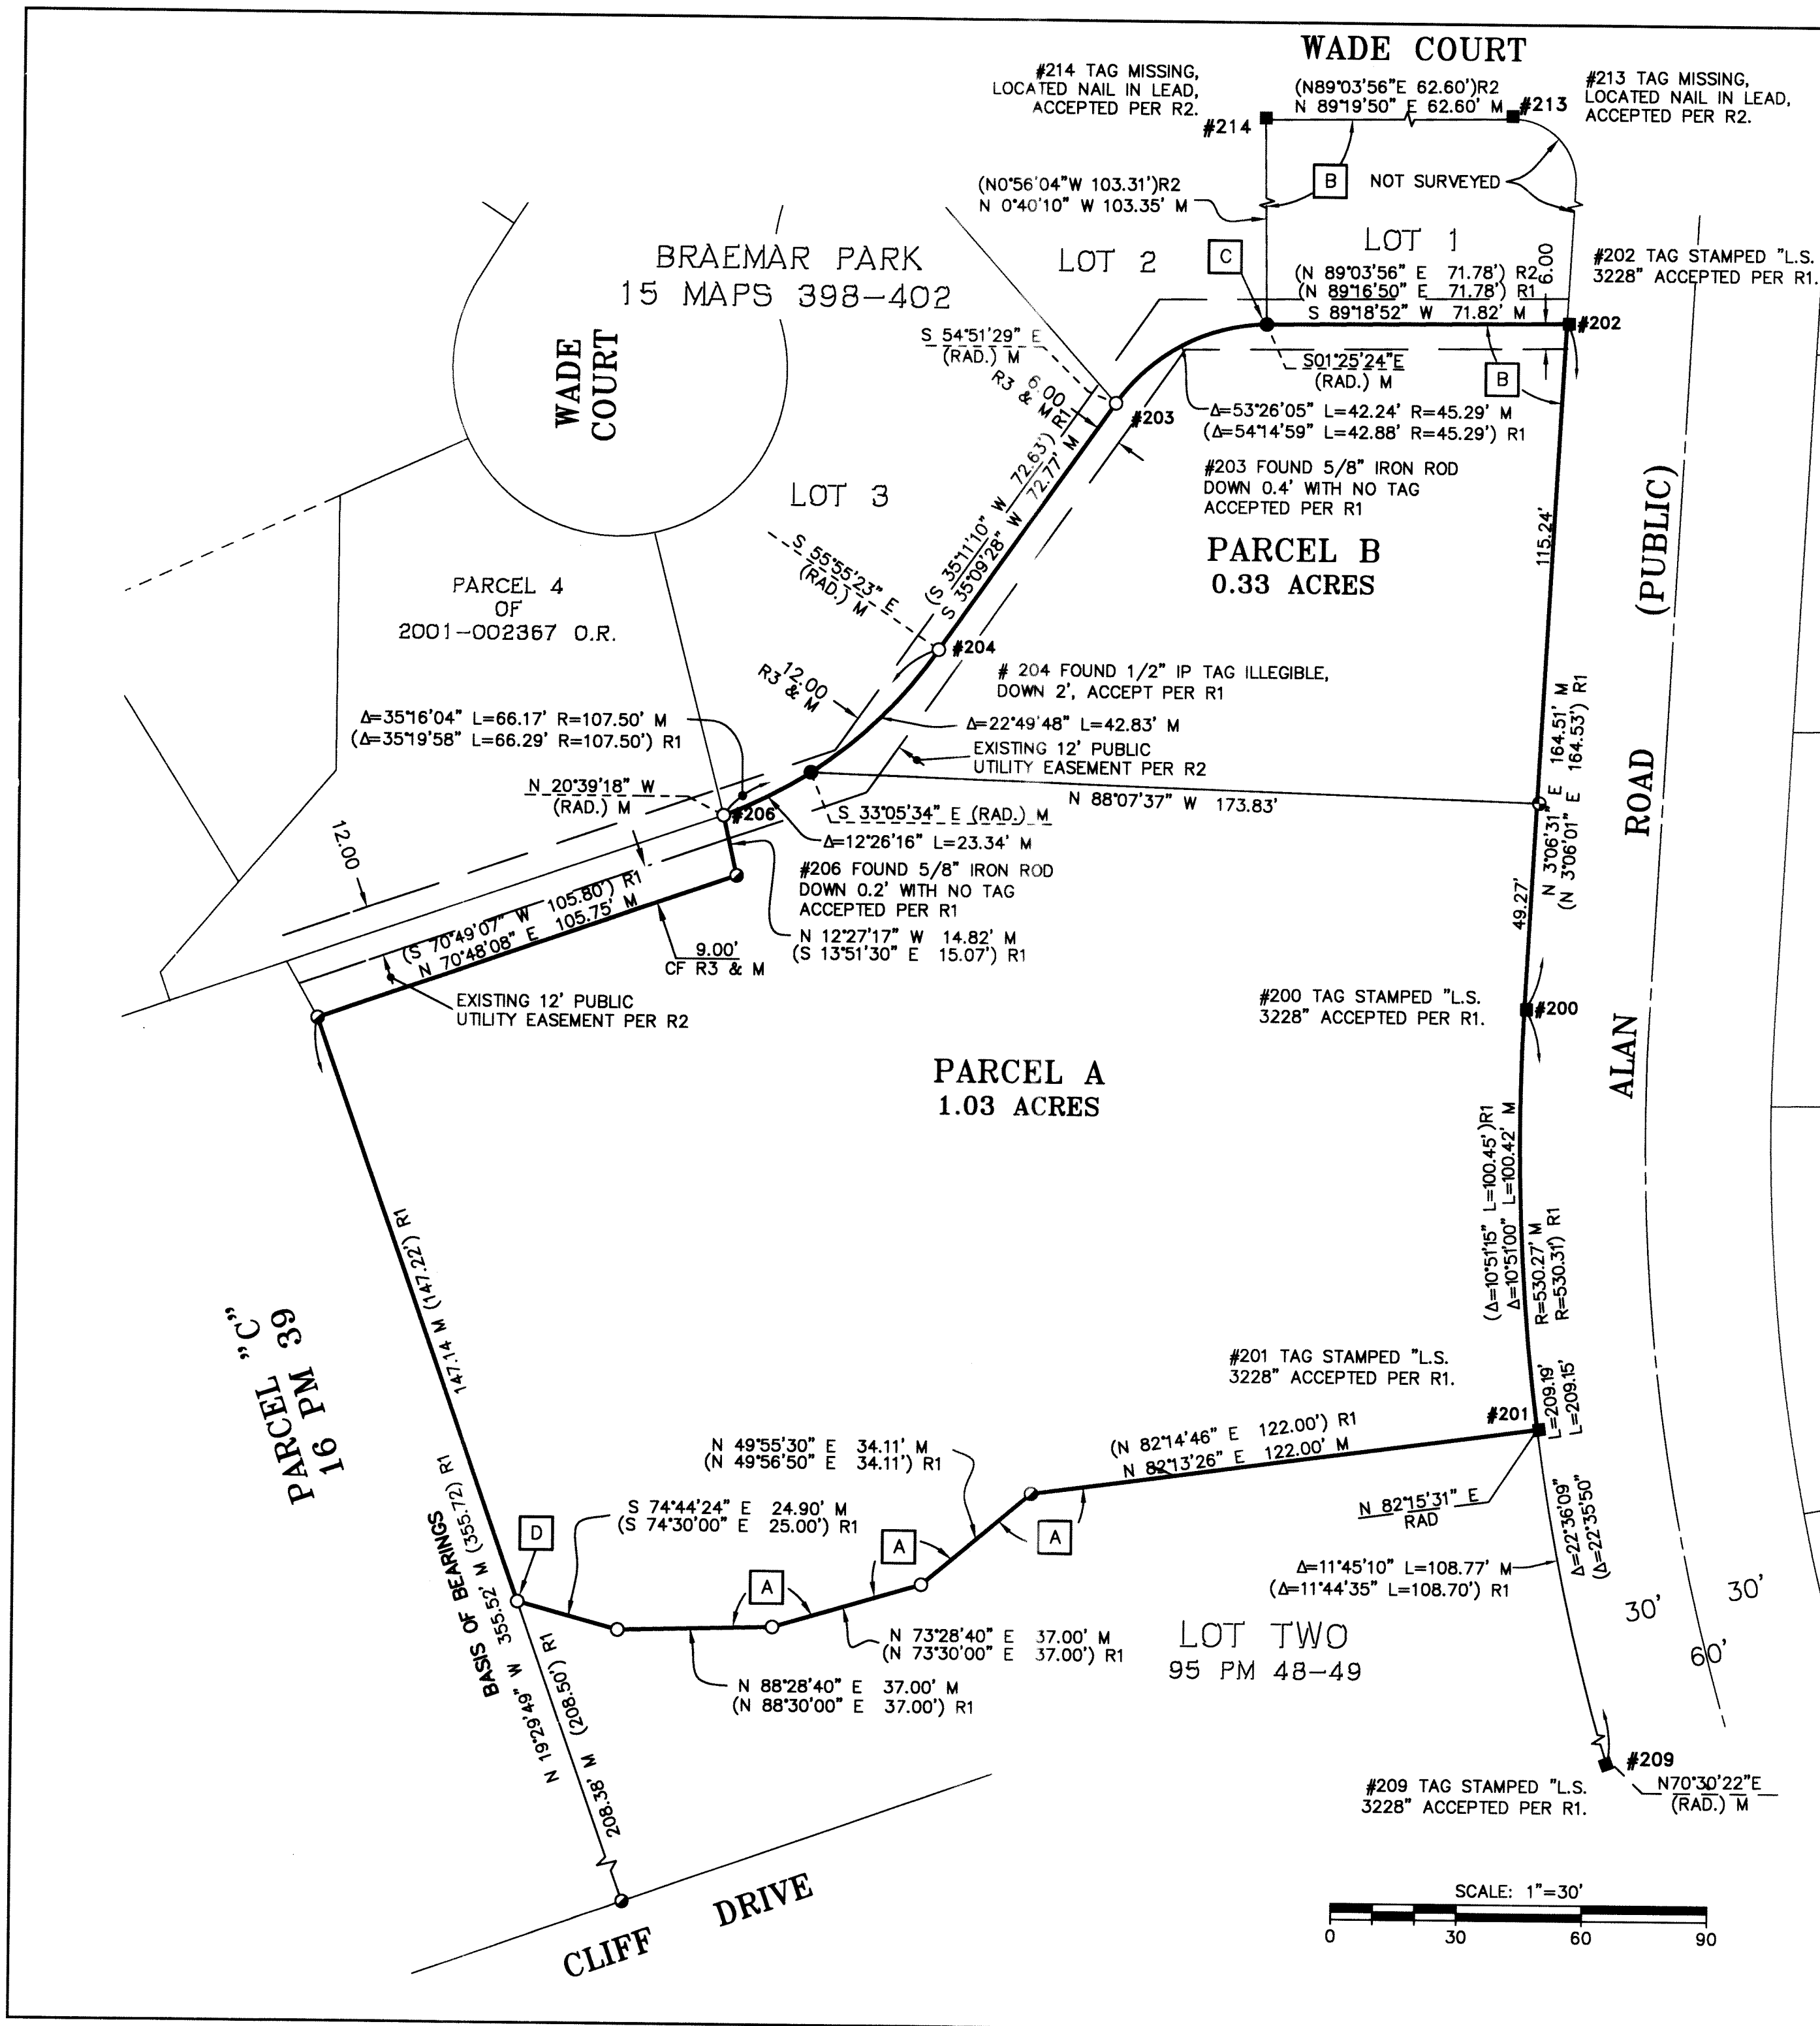 WADE COURT
#214 TAG MISSING,
LOCATED NAIL IN LEAD,
ACCEPTED PER R2.
(N89°03'56"E 62.60')R2
N 89°19'50" E 62.60' M
#213
#213 TAG MISSING,
LOCATED NAIL IN LEAD,
ACCEPTED PER R2.
#214
B
NOT SURVEYED
(N0°56'04"W 103.31')R2
N 0°40'10" W 103.35' M
BRAEMAR PARK
15 MAPS 398-402
LOT 2
C
LOT 1
6.00
(N 89°03'56" E 71.78') R2
(N 89°16'50" E 71.78') R1
S 89°18'52" W 71.82' M
#202 TAG STAMPED "L.S.
3228" ACCEPTED PER R1.
#202
WADE
COURT
S 54°51'29" E
(RAD.) M
6.00
R3 & M
S01°25'24"E
(RAD.) M
B
#203
Δ=53°26'05" L=42.24' R=45.29' M
(Δ=54°14'59" L=42.88' R=45.29') R1
#203 FOUND 5/8" IRON ROD
DOWN 0.4' WITH NO TAG
ACCEPTED PER R1
(S 35°11'10" W 72.63') R1
S 35°09'28" W 72.77' M
LOT 3
S 55°55'23" E
(RAD.) M
PARCEL B
0.33 ACRES
115.24'
(PUBLIC)
ROAD
ALAN
PARCEL 4
OF
2001-002367 O.R.
#204
# 204 FOUND 1/2" IP TAG ILLEGIBLE,
DOWN 2', ACCEPT PER R1
12.00
R3 & M
Δ=35°16'04" L=66.17' R=107.50' M
(Δ=35°19'58" L=66.29' R=107.50') R1
Δ=22°49'48" L=42.83' M
EXISTING 12' PUBLIC
UTILITY EASEMENT PER R2
N 3°06'31" E 164.51' M
(N 3°06'01" E 164.53') R1
N 20°39'18" W
(RAD.) M
N 88°07'37" W 173.83'
#206
S 33°05'34" E (RAD.) M
Δ=12°26'16" L=23.34' M
12.00
#206 FOUND 5/8" IRON ROD
DOWN 0.2' WITH NO TAG
ACCEPTED PER R1
(S 70°49'07" W 105.80') R1
N 70°48'08" E 105.75' M
N 12°27'17" W 14.82' M
(S 13°51'30" E 15.07') R1
9.00'
CF R3 & M
49.27'
EXISTING 12' PUBLIC
UTILITY EASEMENT PER R2
#200 TAG STAMPED "L.S.
3228" ACCEPTED PER R1.
#200
PARCEL A
1.03 ACRES
(Δ=10°51'15" L=100.45')R1
Δ=10°51'00" L=100.42' M
R=530.27' M
R=530.31') R1
147.14 M (147.22') R1
PARCEL "C"
16 PM 39
#201 TAG STAMPED "L.S.
3228" ACCEPTED PER R1.
#201
L=209.19'
L=209.15'
(N 82°14'46" E 122.00') R1
N 82°13'26" E 122.00' M
N 49°55'30" E 34.11' M
(N 49°56'50" E 34.11') R1
N 82°15'31" E
RAD
S 74°44'24" E 24.90' M
(S 74°30'00" E 25.00') R1
D
A
A
A
Δ=22°36'09"
(Δ=22°35'50"
Δ=11°45'10" L=108.77' M
(Δ=11°44'35" L=108.70') R1
30'
30'
60'
BASIS OF BEARINGS
N 19°29'49" W 355.52' M (355.72) R1
208.38' M (208.50') R1
N 73°28'40" E 37.00' M
(N 73°30'00" E 37.00') R1
LOT TWO
95 PM 48-49
N 88°28'40" E 37.00' M
(N 88°30'00" E 37.00') R1
#209
#209 TAG STAMPED "L.S.
3228" ACCEPTED PER R1.
N70°30'22"E
(RAD.) M
CLIFF DRIVE
SCALE: 1"=30'
0 30 60 90